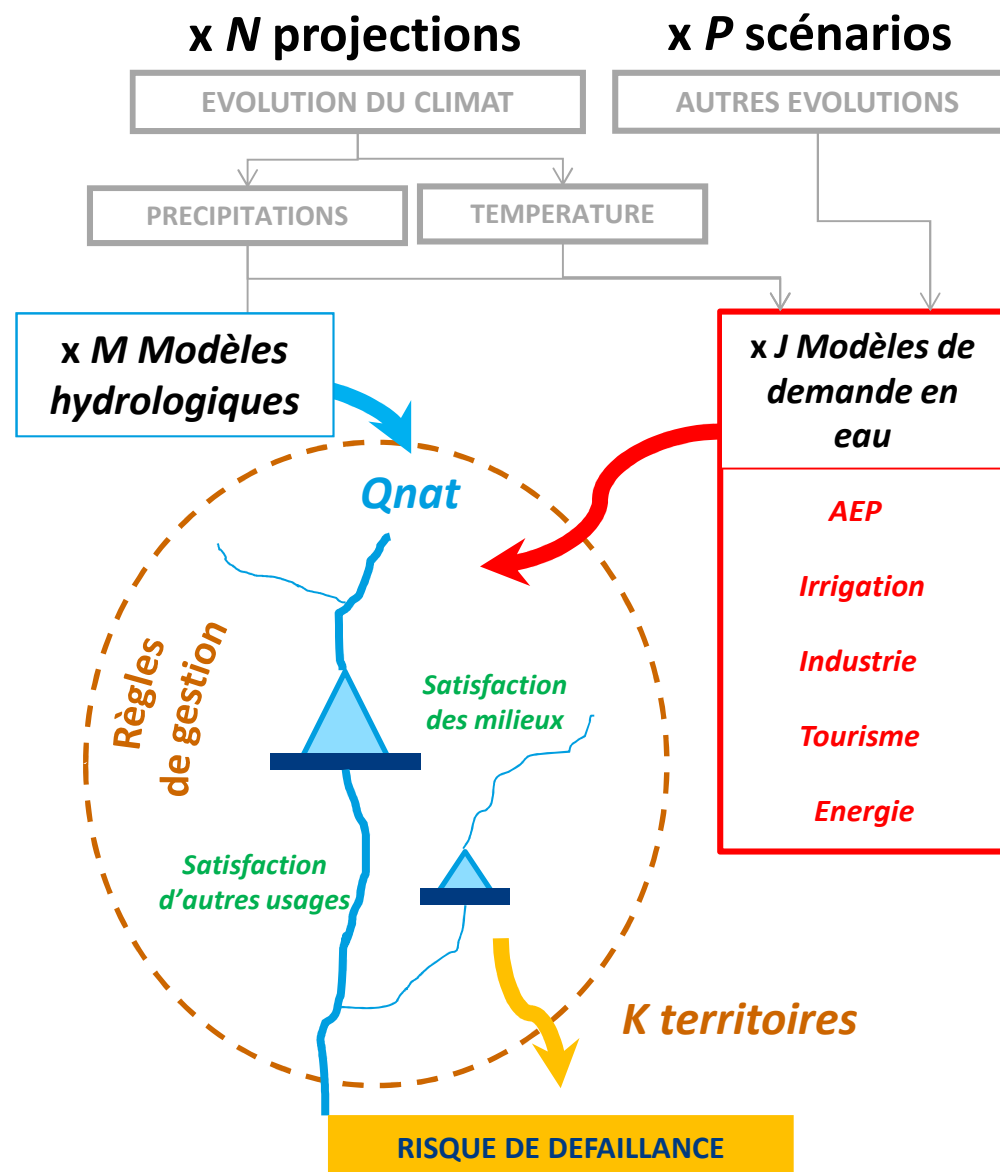 x N projections
x P scénarios
EVOLUTION DU CLIMAT
AUTRES EVOLUTIONS
PRECIPITATIONS
TEMPERATURE
x M Modèles
hydrologiques
x J Modèles de
demande en
eau
Qnat
AEP
Irrigation
Industrie
Tourisme
Energie
Règles
de gestion
Satisfaction
des milieux
Satisfaction
d’autres usages
K territoires
RISQUE DE DEFAILLANCE